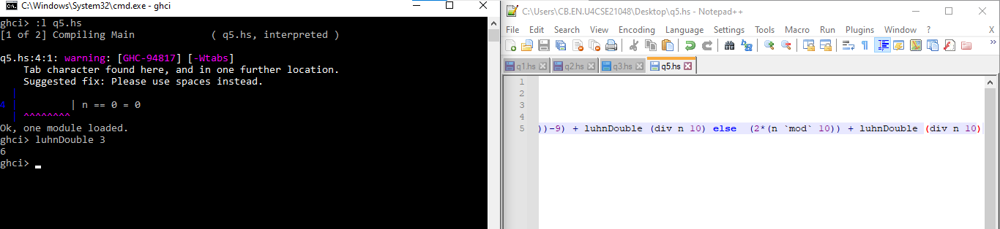 C:\Windows\System32\cmd.exe - ghci
ghci> :l q5.hs
[1 of 2] Compiling Main             ( q5.hs, interpreted )
q5.hs:4:1: warning: [GHC-94817] [-Wtabs]
    Tab character found here, and in one further location.
    Suggested fix: Please use spaces instead.
  |
4 |         | n == 0 = 0
  | ^^^^^^^^
Ok, one module loaded.
ghci> luhnDouble 3
6
ghci>
C:\Users\CB.EN.U4CSE21048\Desktop\q5.hs - Notepad++
File Edit Search View Encoding Language Settings Tools Macro Run Plugins Window ? X
q1.hs q2.hs q3.hs q5.hs
1
2
3
4
5 ))-9) + luhnDouble (div n 10) else  (2*(n `mod` 10)) + luhnDouble (div n 10)